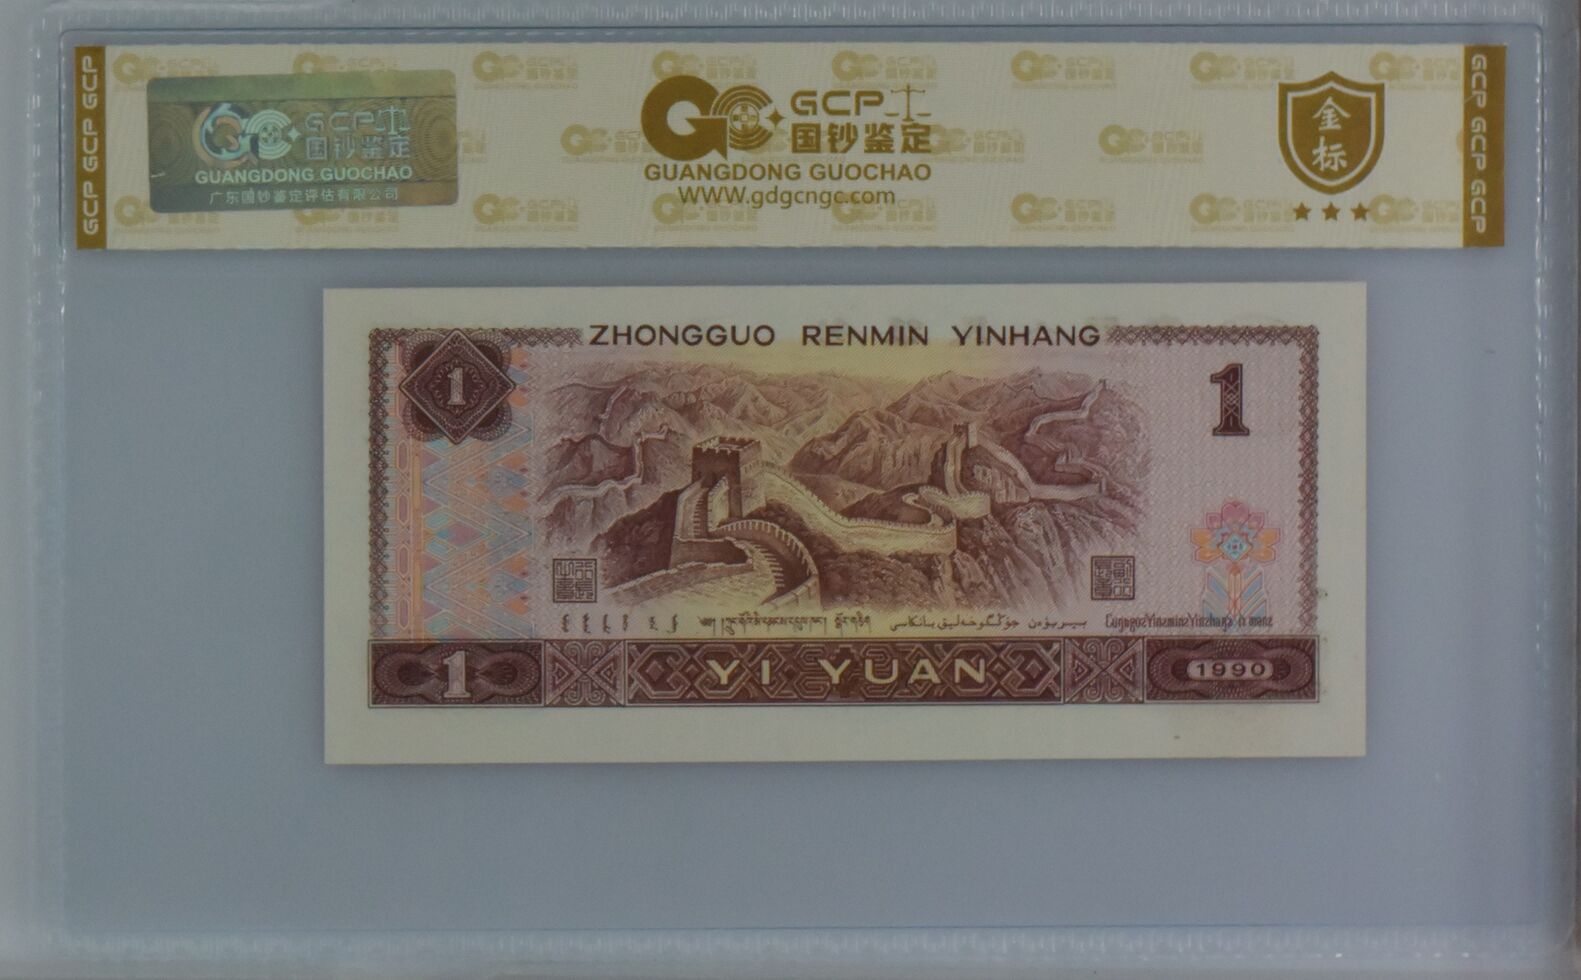 GCP GCP GCP
GCP
国钞鉴定
GUANGDONG GUOCHAO
广东国钞鉴定评估有限公司
GCP
国钞鉴定
GUANGDONG GUOCHAO
WWW.gdgcngc.com
金标
GCP GCP GCP
ZHONGGUO RENMIN YINHANG
1
1
1
YI YUAN
1990